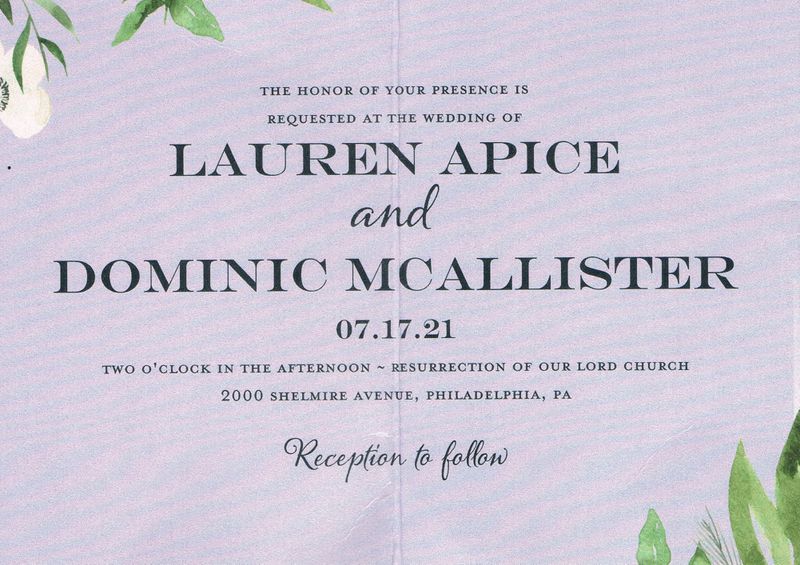 THE HONOR OF YOUR PRESENCE IS
REQUESTED AT THE WEDDING OF
LAUREN APICE
and
DOMINIC MCALLISTER
07.17.21
TWO O'CLOCK IN THE AFTERNOON ~ RESURRECTION OF OUR LORD CHURCH
2000 SHELMIRE AVENUE, PHILADELPHIA, PA
Reception to follow